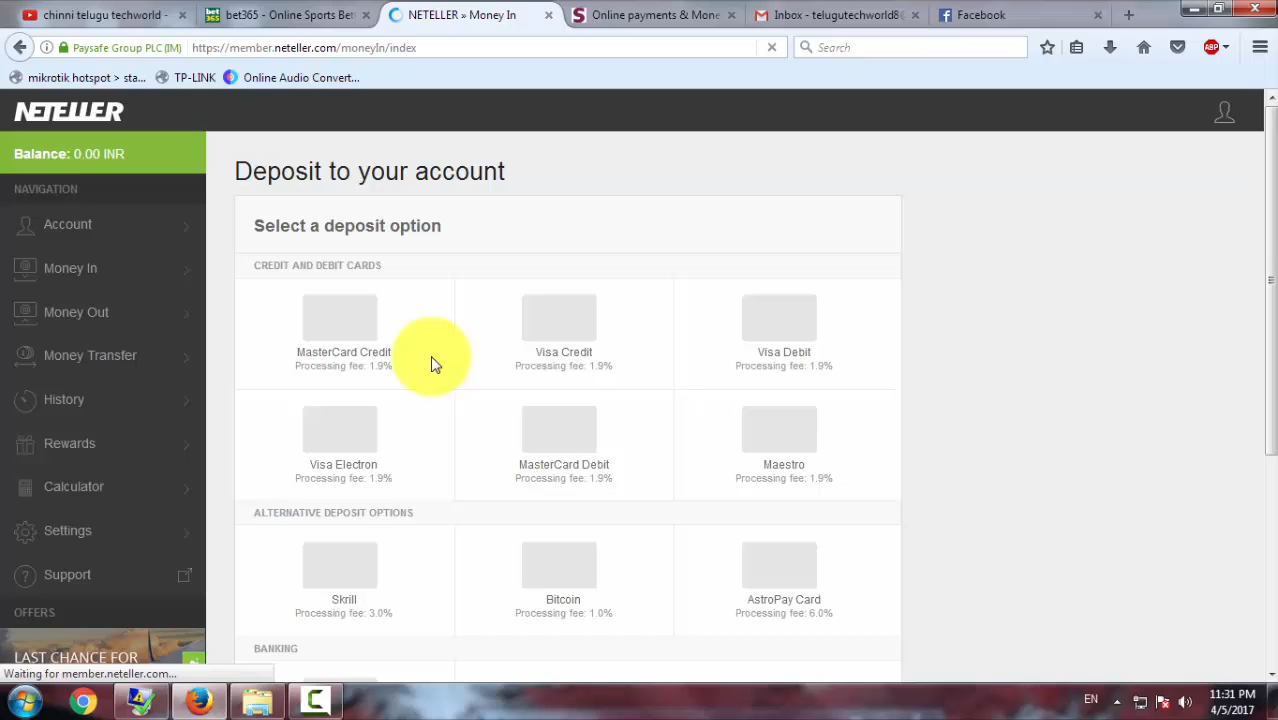 chinni telugu techworld -
bet365 - Online Sports Bet
NETELLER » Money In
Online payments & Mone
Inbox - telugutechworld8@
Facebook
Paysafe Group PLC (IM)
https://member.neteller.com/moneyIn/index
Search
ABP
mikrotik hotspot > sta...
TP-LINK
Online Audio Convert...
NETELLER
Balance: 0.00 INR
NAVIGATION
Account
Money In
Money Out
Money Transfer
History
Rewards
Calculator
Settings
Support
OFFERS
LAST CHANCE FOR
Deposit to your account
Select a deposit option
CREDIT AND DEBIT CARDS
MasterCard Credit
Processing fee: 1.9%
Visa Credit
Processing fee: 1.9%
Visa Debit
Processing fee: 1.9%
Visa Electron
Processing fee: 1.9%
MasterCard Debit
Processing fee: 1.9%
Maestro
Processing fee: 1.9%
ALTERNATIVE DEPOSIT OPTIONS
Skrill
Processing fee: 3.0%
Bitcoin
Processing fee: 1.0%
AstroPay Card
Processing fee: 6.0%
BANKING
Waiting for member.neteller.com...
EN
11:31 PM
4/5/2017